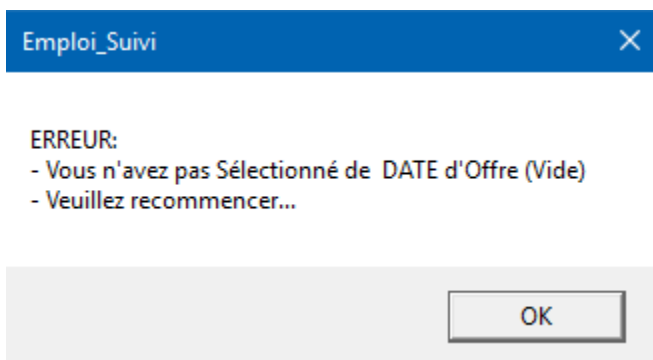 Emploi_Suivi
ERREUR:
- Vous n'avez pas Sélectionné de  DATE d'Offre (Vide)
- Veuillez recommencer...
OK